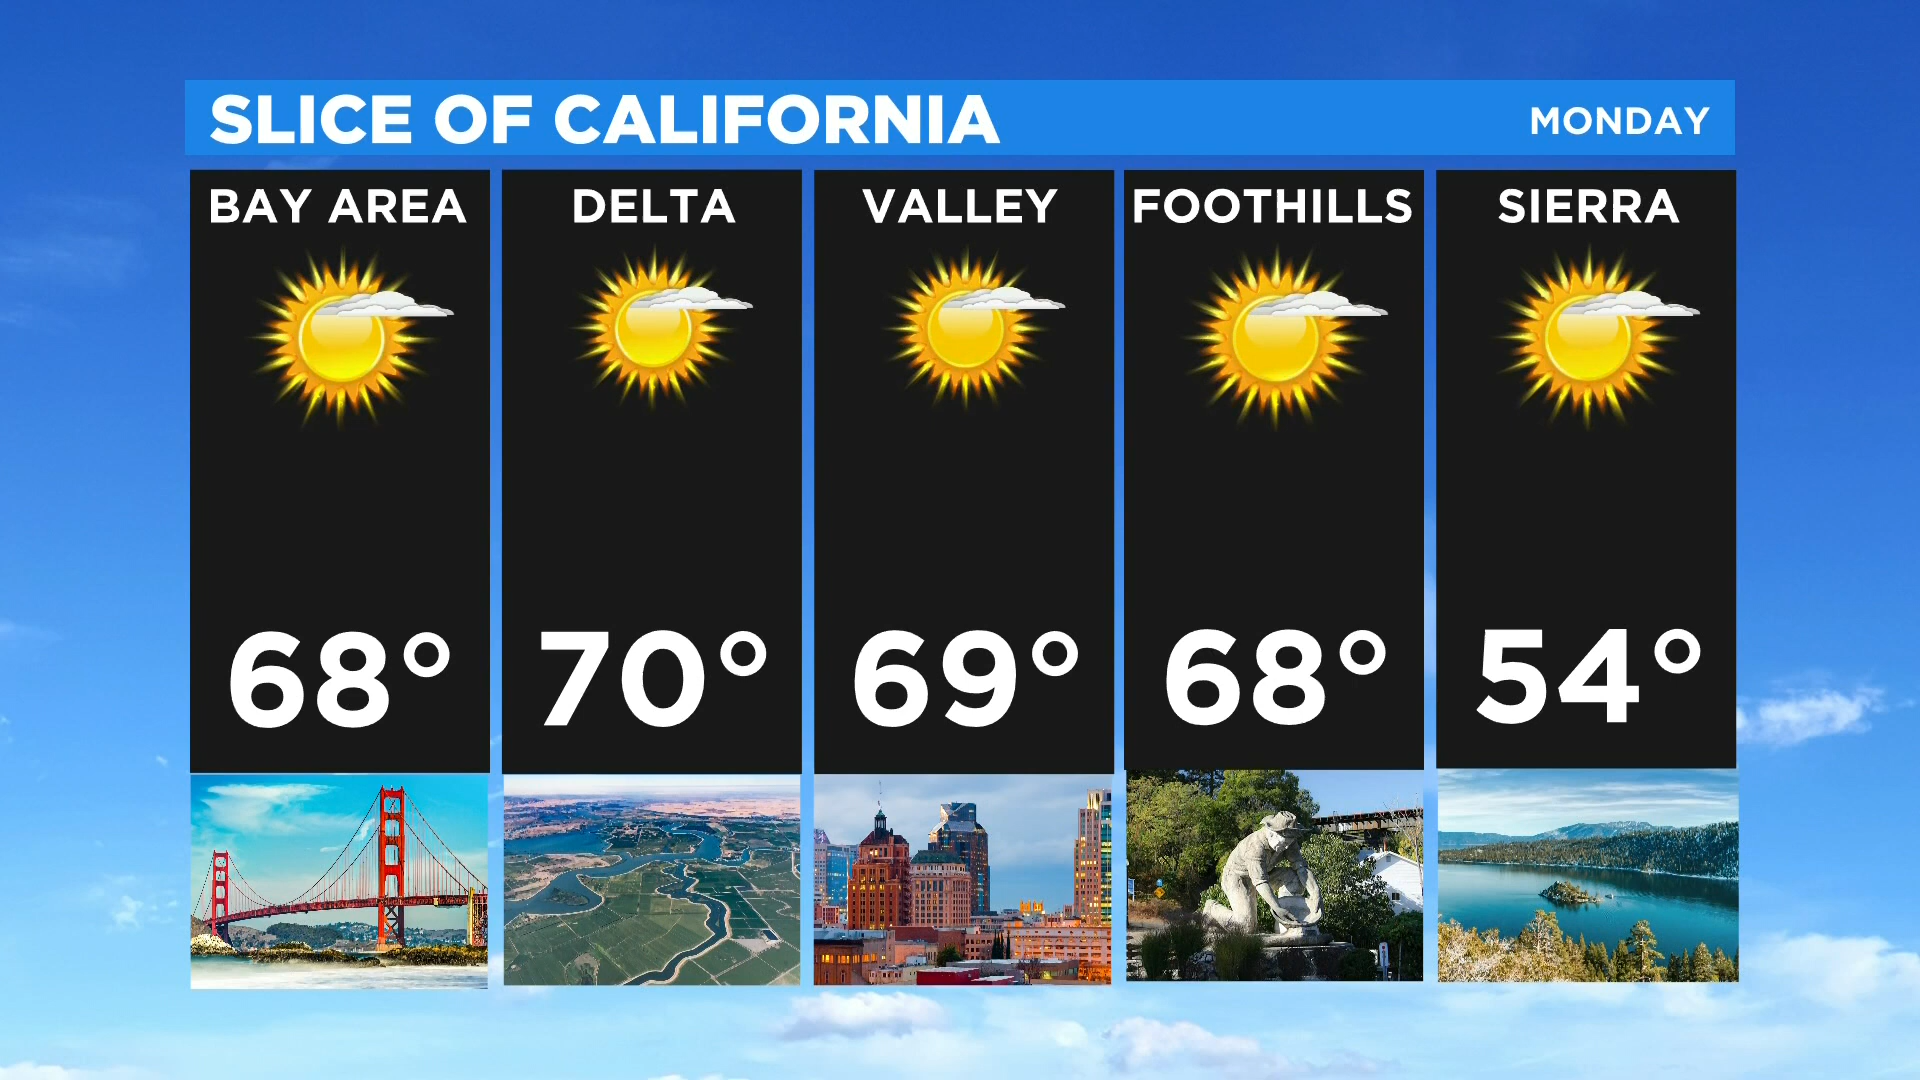 SLICE OF CALIFORNIA
MONDAY
BAY AREA
DELTA
VALLEY
FOOTHILLS
SIERRA
68°
70°
69°
68°
54°